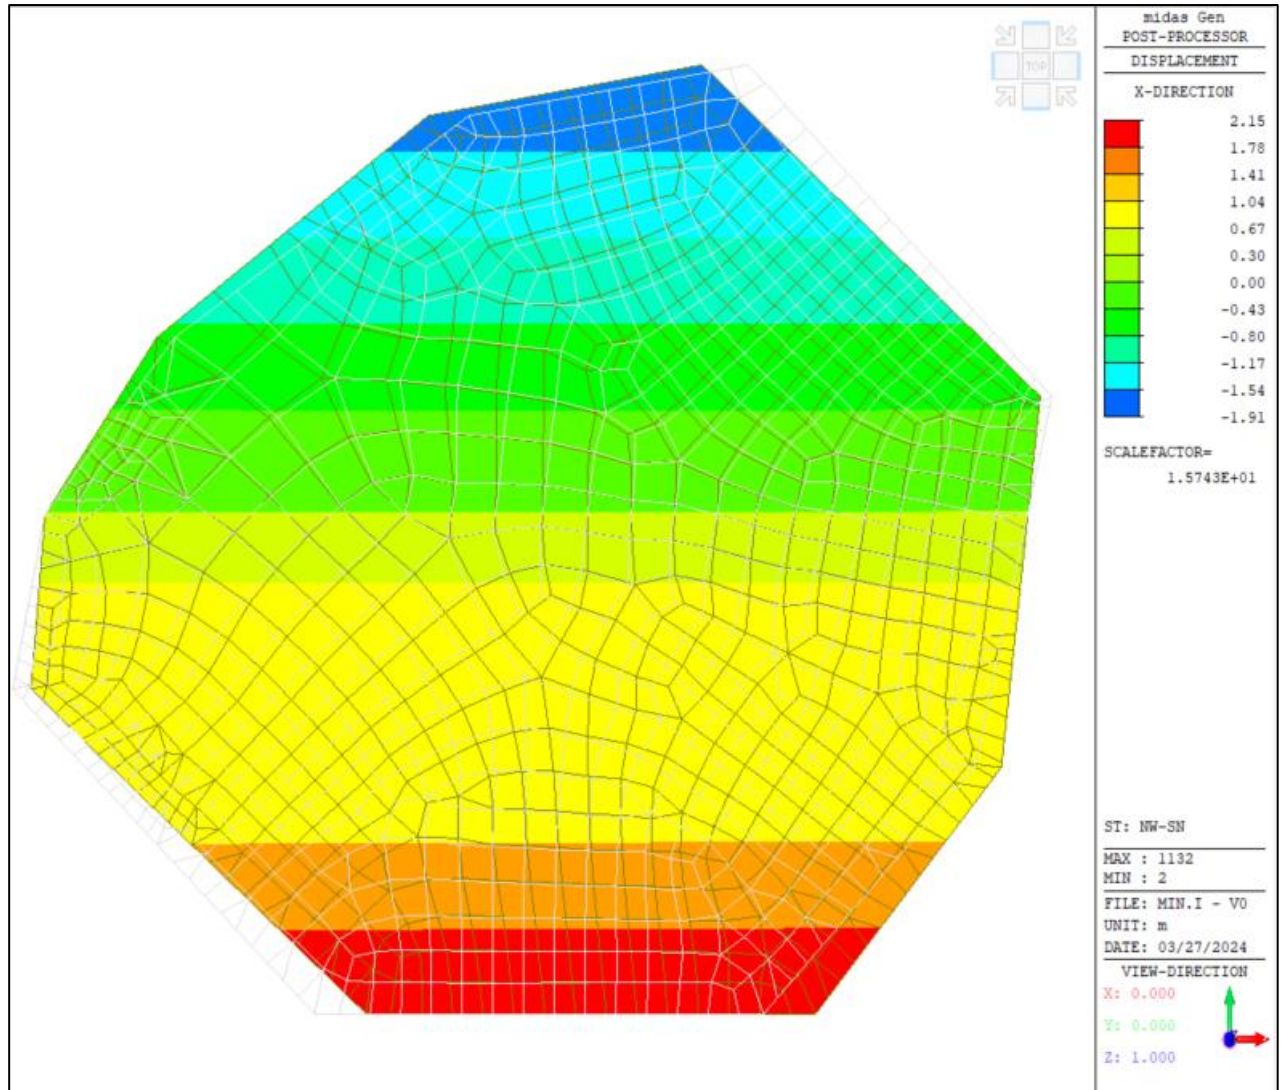 midas Gen
POST-PROCESSOR
DISPLACEMENT
X-DIRECTION
2.15
1.78
1.41
1.04
0.67
0.30
0.00
-0.43
-0.80
-1.17
-1.54
-1.91
SCALEFACTOR=
1.5743E+01
ST: NW-SN
MAX : 1132
MIN : 2
FILE: MIN.I - V0
UNIT: m
DATE: 03/27/2024
VIEW-DIRECTION
X: 0.000
Y: 0.000
Z: 1.000
TOP